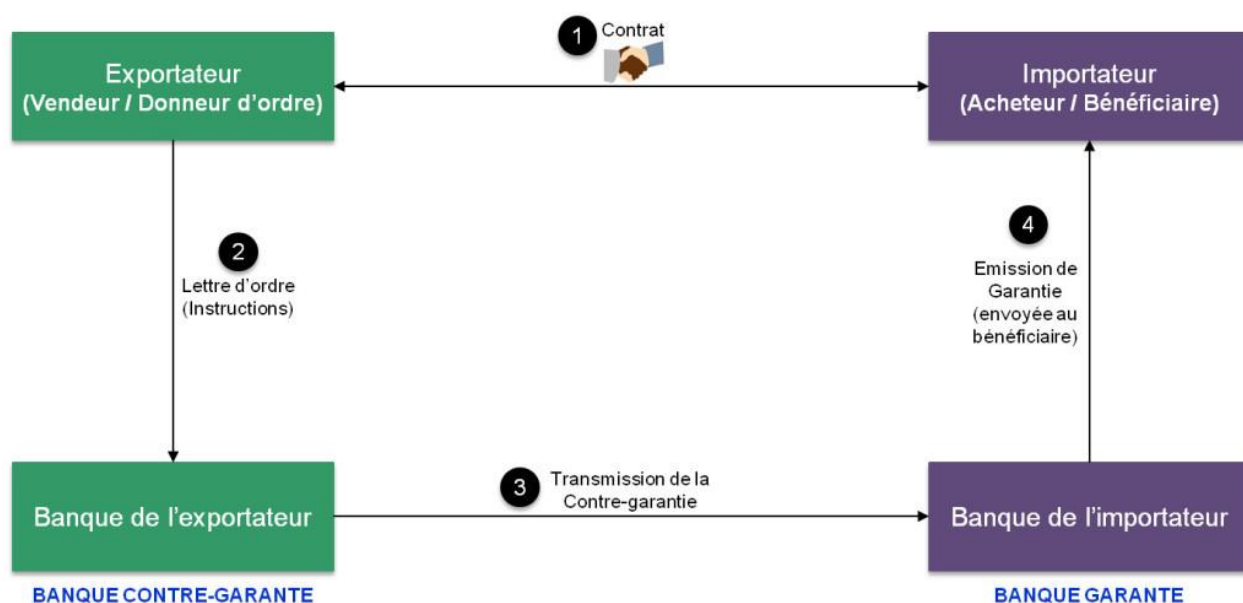 1
Contrat
Exportateur
(Vendeur / Donneur d'ordre)
Importateur
(Acheteur / Bénéficiaire)
2
Lettre d'ordre
(Instructions)
4
Emission de
Garantie
(envoyée au
bénéficiaire)
3
Transmission de la
Contre-garantie
Banque de l'exportateur
Banque de l'importateur
BANQUE CONTRE-GARANTE
BANQUE GARANTE